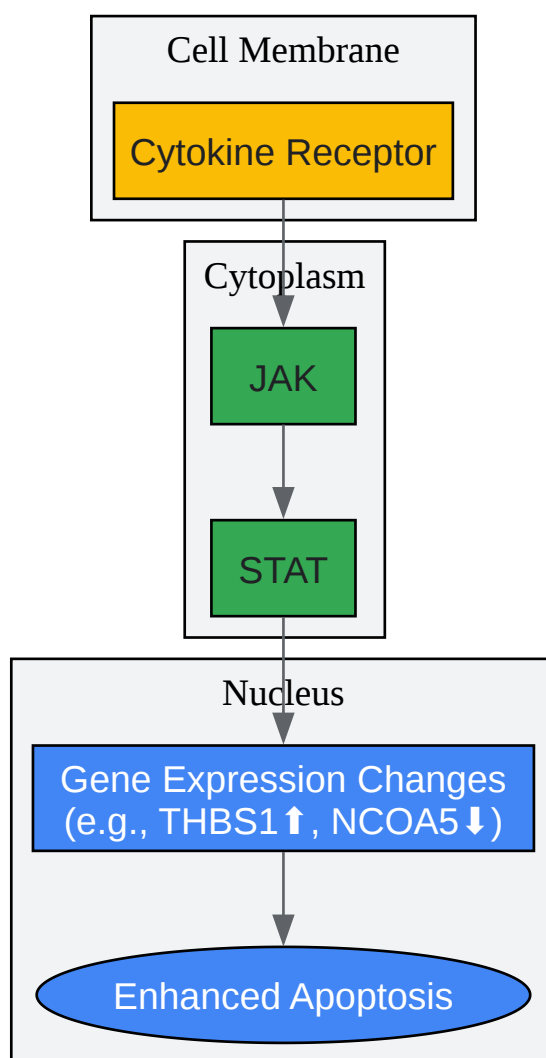 Cell Membrane
Cytokine Receptor
Cytoplasm
JAK
STAT
Nucleus
Gene Expression Changes
(e.g., THBS1⬆, NCOA5⬇)
Enhanced Apoptosis